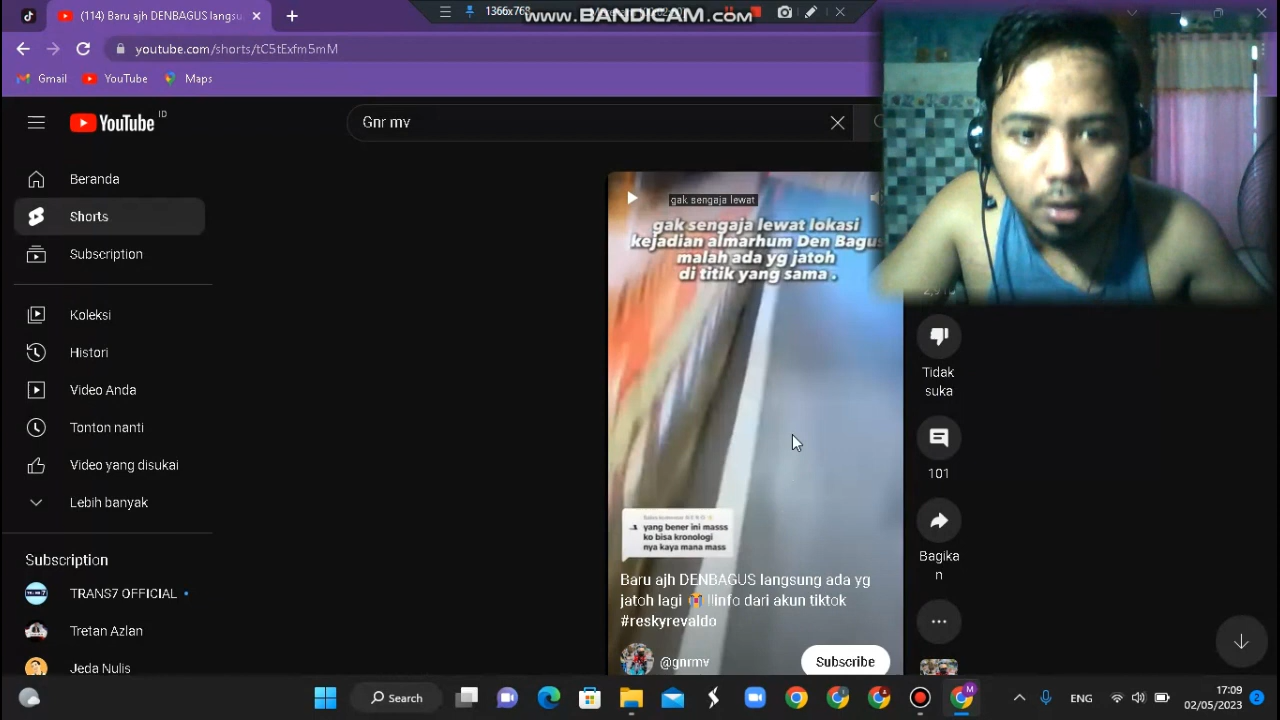 (114) Baru ajh DENBAGUS langsu
1366x768
www.BANDICAM.com
youtube.com/shorts/tC5tExfm5mM
Gmail
YouTube
Maps
YouTube ID
Gnr mv
Beranda
Shorts
Subscription
Koleksi
Histori
Video Anda
Tonton nanti
Video yang disukai
Lebih banyak
Subscription
TRANS7 OFFICIAL
Tretan Azlan
Jeda Nulis
gak sengaja lewat
gak sengaja lewat lokasi
kejadian almarhum Den Bagus
malah ada yg jatoh
di titik yang sama .
yang bener ini masss
ko bisa kronologi
nya kaya mana mass
Baru ajh DENBAGUS langsung ada yg
jatoh lagi !!info dari akun tiktok
#reskyrevaldo
@gnrmv
Subscribe
Tidak
suka
101
Bagika
n
Search
ENG
17:09
02/05/2023
2